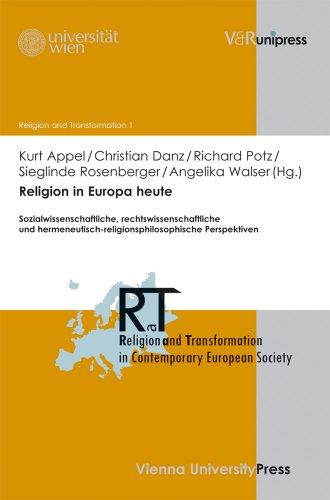 universität
wien
V&R unipress
Religion and Transformation 1
Kurt Appel / Christian Danz / Richard Potz /
Sieglinde Rosenberger / Angelika Walser (Hg.)
Religion in Europa heute
Sozialwissenschaftliche, rechtswissenschaftliche
und hermeneutisch-religionsphilosophische Perspektiven
RaT
Religion and Transformation
in Contemporary European Society
Vienna University Press